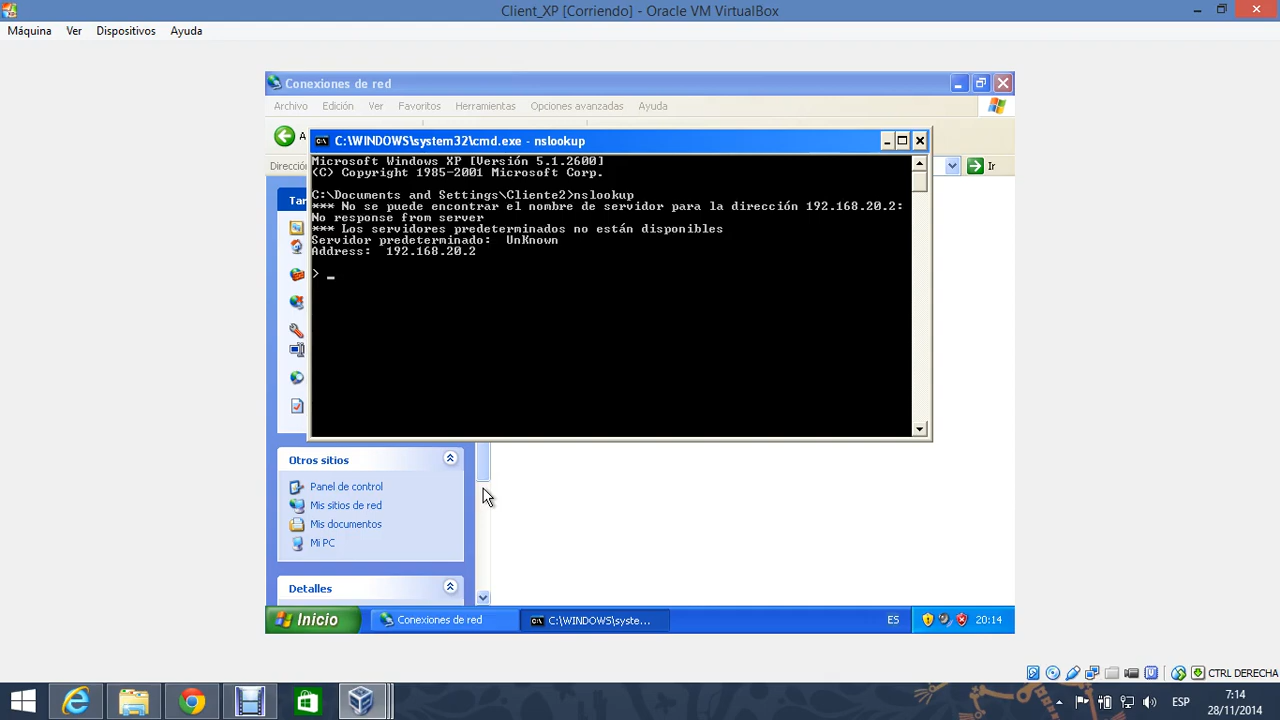 Client_XP [Corriendo] - Oracle VM VirtualBox
Máquina Ver Dispositivos Ayuda
Conexiones de red
Archivo Edición Ver Favoritos Herramientas Opciones avanzadas Ayuda
A
C:\WINDOWS\system32\cmd.exe - nslookup
Direcció
Ir
Microsoft Windows XP [Versión 5.1.2600]
(C) Copyright 1985-2001 Microsoft Corp.
C:\Documents and Settings\Cliente2>nslookup
*** No se puede encontrar el nombre de servidor para la dirección 192.168.20.2:
No response from server
*** Los servidores predeterminados no están disponibles
Servidor predeterminado: UnKnown
Address: 192.168.20.2
> _
Tar
Otros sitios
Panel de control
Mis sitios de red
Mis documentos
Mi PC
Detalles
Inicio
Conexiones de red
C:\WINDOWS\syste...
ES
20:14
CTRL DERECHA
ESP
7:14
28/11/2014